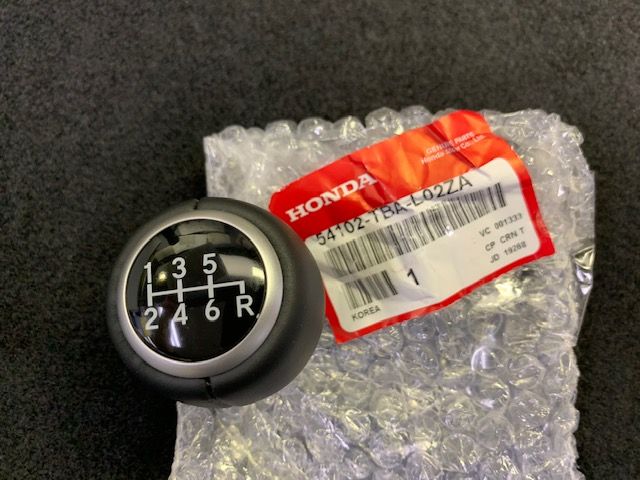 1 3 5
2 4 6 R
GENUINE PARTS
Honda Motor Co., Ltd.
HONDA
54102-TBA-L02ZA
VC 001333
CP CRN T
JD 19268
1
KOREA